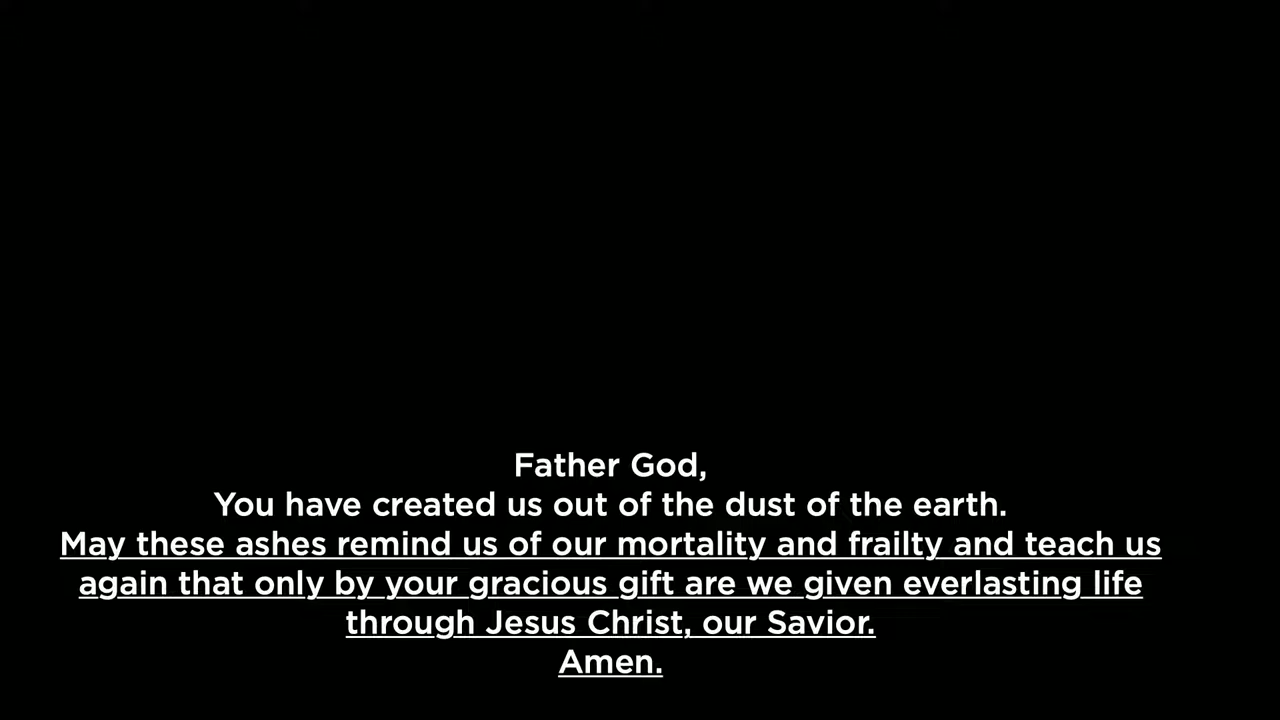 Father God,
You have created us out of the dust of the earth.
May these ashes remind us of our mortality and frailty and teach us
again that only by your gracious gift are we given everlasting life
through Jesus Christ, our Savior.
Amen.